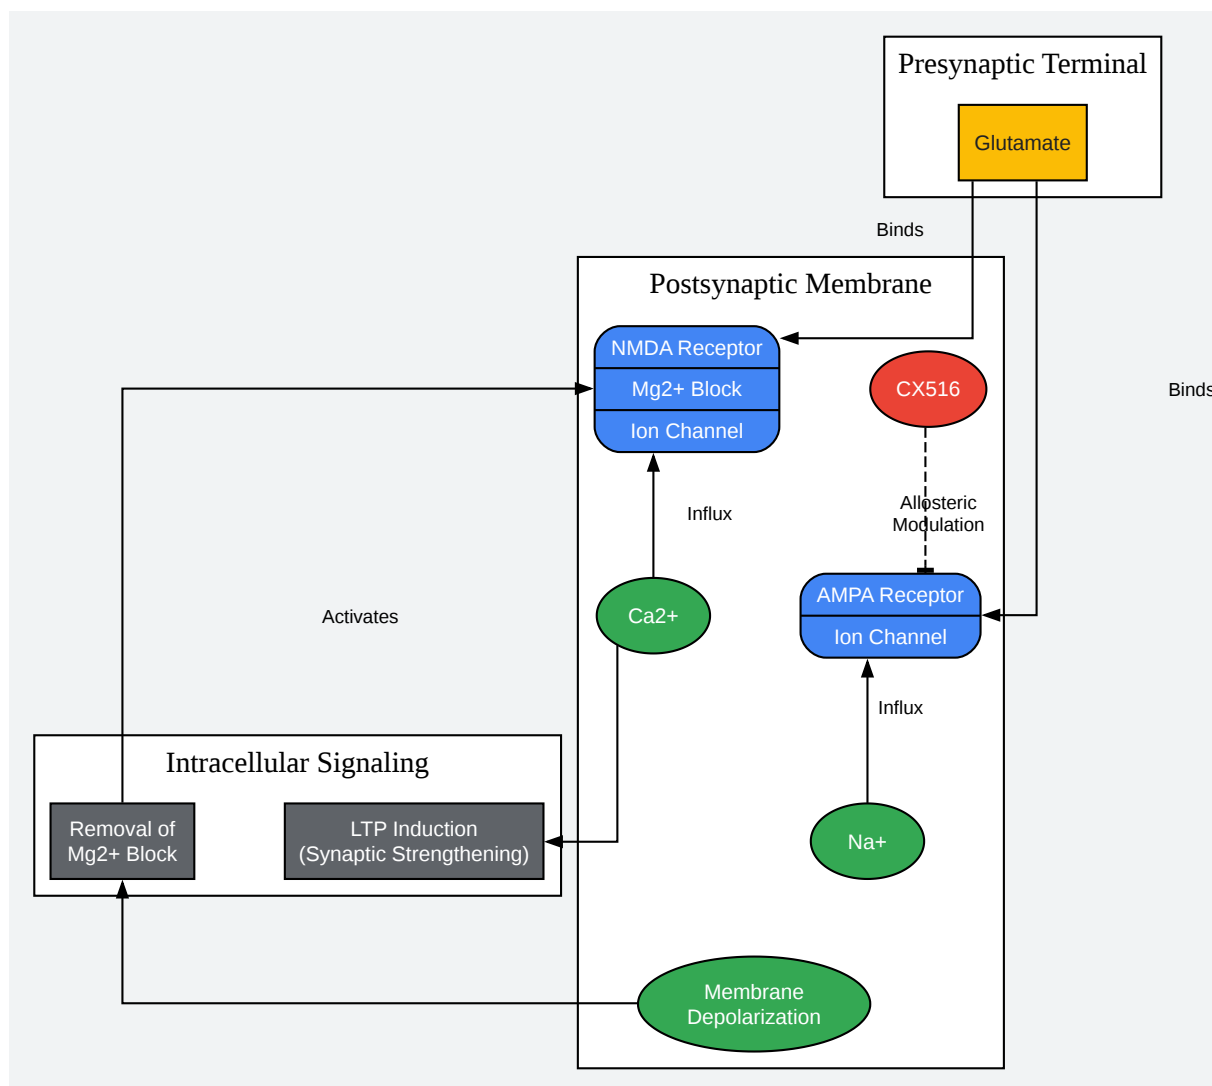 Presynaptic Terminal
Glutamate
Binds
Postsynaptic Membrane
NMDA Receptor
Mg2+ Block
Ion Channel
CX516
Binds
Influx
Allosteric
Modulation
AMPA Receptor
Ion Channel
Ca2+
Activates
Influx
Intracellular Signaling
Removal of
Mg2+ Block
LTP Induction
(Synaptic Strengthening)
Na+
Membrane
Depolarization